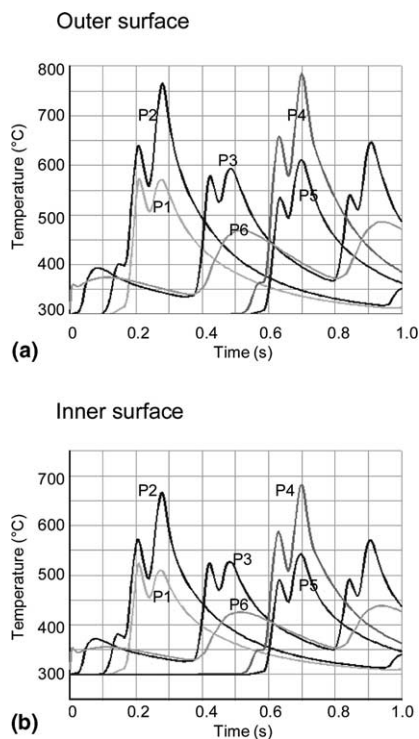 Outer surface
800
700
600
500
400
300
Temperature (°C)
P2
P4
P3
P5
P1
P6
0.0
0.2
0.4
0.6
0.8
1.0
Time (s)
(a)
Inner surface
700
600
500
400
300
Temperature (°C)
P2
P4
P3
P5
P1
P6
0.0
0.2
0.4
0.6
0.8
1.0
Time (s)
(b)